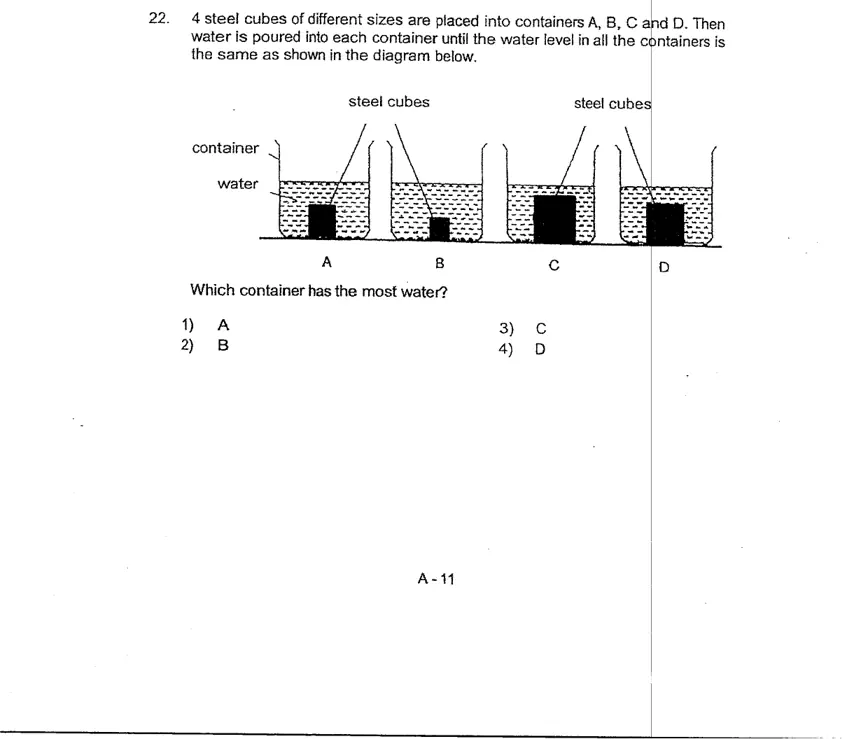 22. 4 steel cubes of different sizes are placed into containers A, B, C and D. Then
water is poured into each container until the water level in all the containers is
the same as shown in the diagram below.
steel cubes steel cubes
container
water
A B C D
Which container has the most water?
1) A 3) C
2) B 4) D
A - 11